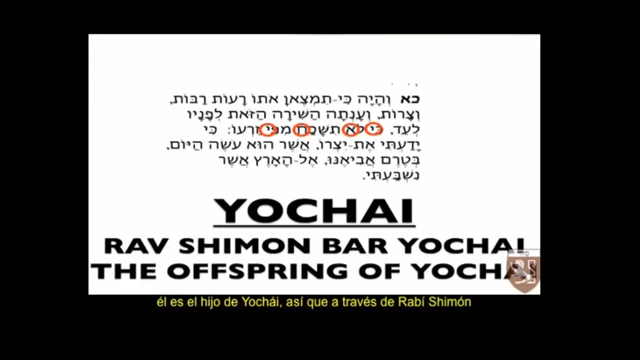 כא וְהָיָה כִּי-תִמְצֶאןָ אֹתוֹ רָעוֹת רַבּוֹת,
וְצָרוֹת, וְעָנְתָה הַשִּׁירָה הַזֹּאת לְפָנָיו
לְעֵד, כִּי לֹא תִשָּׁכַח מִפִּי זַרְעוֹ: כִּי
יָדַעְתִּי אֶת-יִצְרוֹ, אֲשֶׁר הוּא עֹשֶׂה הַיּוֹם,
בְּטֶרֶם אֲבִיאֶנּוּ, אֶל-הָאָרֶץ אֲשֶׁר
נִשְׁבָּעְתִּי.
YOCHAI
RAV SHIMON BAR YOCHAI
THE OFFSPRING OF
él es el hijo de Yochái, así que a través de Rabí Shimón